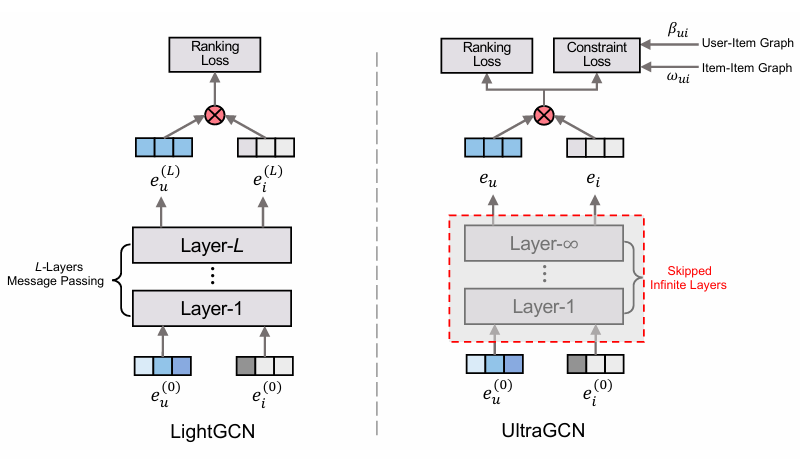 Ranking
Loss
e_u^{(L)}
e_i^{(L)}
Layer-L
L-Layers
Message Passing
Layer-1
e_u^{(0)}
e_i^{(0)}
LightGCN
Ranking
Loss
Constraint
Loss
β_{ui}
User-Item Graph
Item-Item Graph
ω_{ui}
e_u
e_i
Layer-∞
Skipped
Infinite Layers
Layer-1
e_u^{(0)}
e_i^{(0)}
UltraGCN